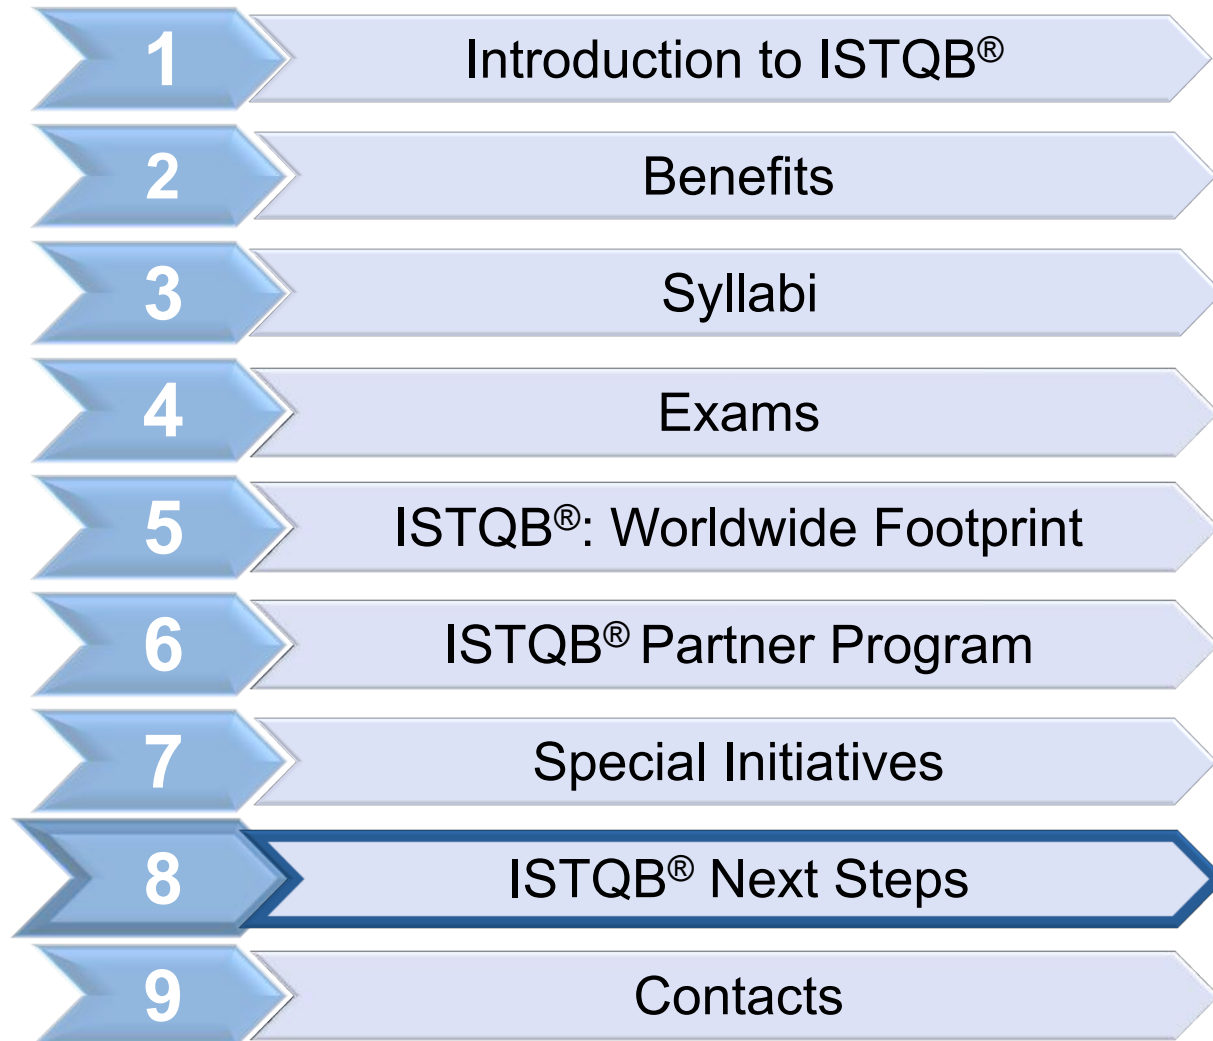 1 Introduction to ISTQB®
2 Benefits
3 Syllabi
4 Exams
5 ISTQB®: Worldwide Footprint
6 ISTQB® Partner Program
7 Special Initiatives
8 ISTQB® Next Steps
9 Contacts